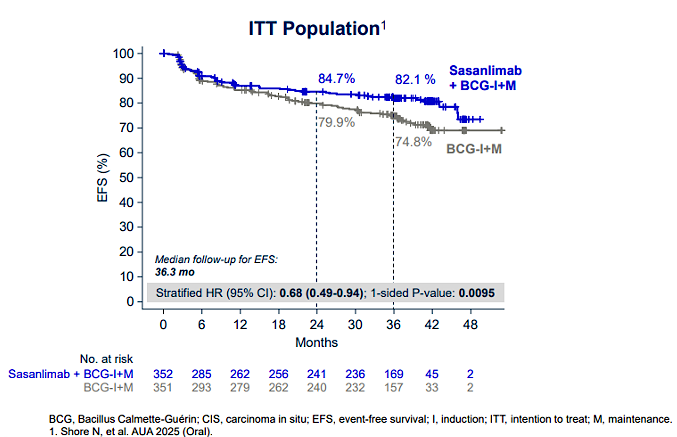 ITT Population1
100
90
80
70
60
50
40
30
20
10
0
EFS (%)
84.7%
82.1 %
Sasanlimab
+ BCG-I+M
79.9%
74.8%
BCG-I+M
Median follow-up for EFS:
36.3 mo
Stratified HR (95% CI): 0.68 (0.49-0.94); 1-sided P-value: 0.0095
0 6 12 18 24 30 36 42 48
Months
No. at risk
Sasanlimab + BCG-I+M 352 285 262 256 241 236 169 45 2
BCG-I+M 351 293 279 262 240 232 157 33 2
BCG, Bacillus Calmette-Guérin; CIS, carcinoma in situ; EFS, event-free survival; I, induction; ITT, intention to treat; M, maintenance.
1. Shore N, et al. AUA 2025 (Oral).